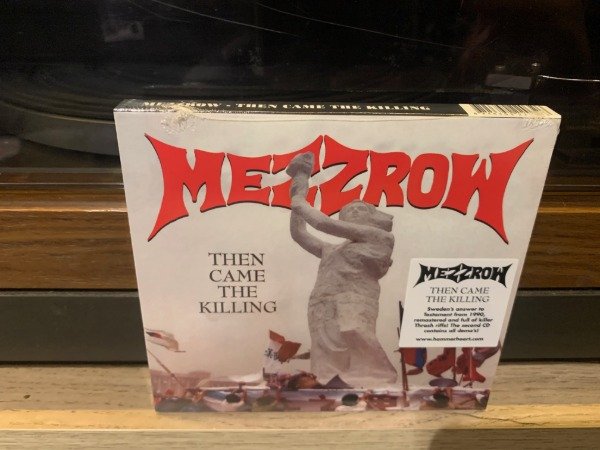 MEZZROW - THEN CAME THE KILLING
MEZZROW
THEN
CAME
THE
KILLING
MEZZROW
THEN CAME
THE KILLING
Sweden's answer to
Testament from 1990,
remastered and full of killer
Thrash riffs! The second CD
contains all demo's!
www.hammerheart.com